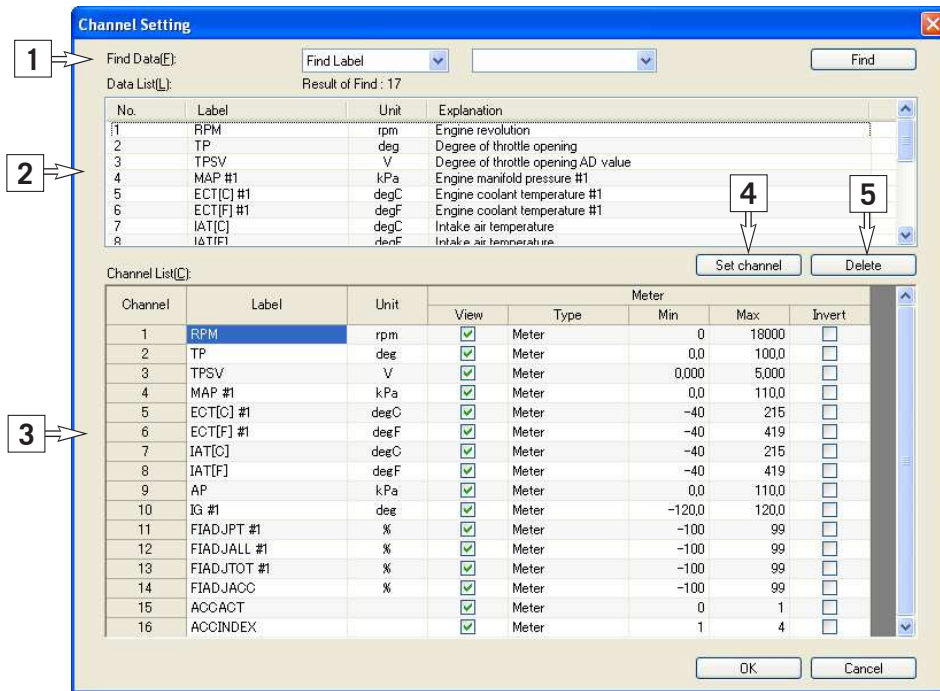 Channel Setting
1 Find Data(F): Find Label Find
Data List(L): Result of Find : 17
No. Label Unit Explanation
1 RPM rpm Engine revolution
2 TP deg Degree of throttle opening
3 TPSV V Degree of throttle opening AD value
2
4 MAP #1 kPa Engine manifold pressure #1
5 ECT[C] #1 degC Engine coolant temperature #1
6 ECT[F] #1 degF Engine coolant temperature #1
4 5
7 IAT[C] degC Intake air temperature
8 IAT[F] degF Intake air temperature
Channel List(C): Set channel Delete
Channel Label Unit Meter
View Type Min Max Invert
1 RPM rpm Meter 0 18000
2 TP deg Meter 0,0 100,0
3 TPSV V Meter 0,000 5,000
4 MAP #1 kPa Meter 0,0 110,0
5 ECT[C] #1 degC Meter -40 215
3
6 ECT[F] #1 degF Meter -40 419
7 IAT[C] degC Meter -40 215
8 IAT[F] degF Meter -40 419
9 AP kPa Meter 0,0 110,0
10 IG #1 deg Meter -120,0 120,0
11 FIADJPT #1 % Meter -100 99
12 FIADJALL #1 % Meter -100 99
13 FIADJTOT #1 % Meter -100 99
14 FIADJACC % Meter -100 99
15 ACCACT Meter 0 1
16 ACCINDEX Meter 1 4
OK Cancel